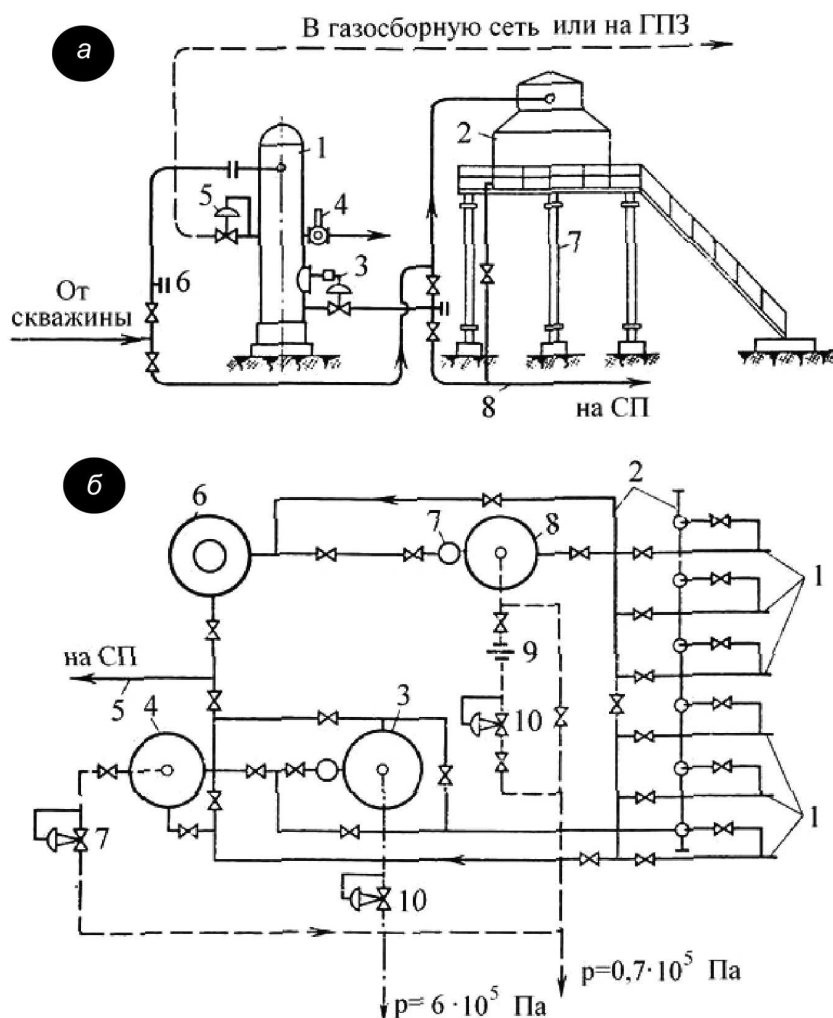 а
В газосборную сеть или на ГПЗ
1
2
5
4
3
6
7
От
скважины
8
на СП
б
6
7
8
2
1
9
на СП
5
4
3
10
1
7
10
р=0,7·10⁵ Па
р= 6 ·10⁵ Па